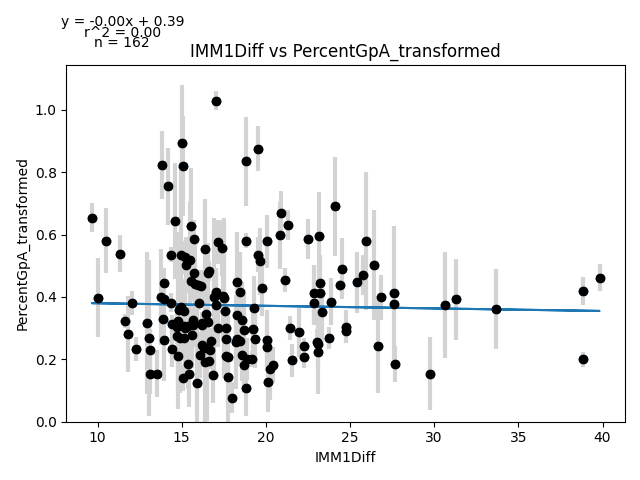 y = -0.00x + 0.39
r^2 = 0.00
n = 162
IMM1Diff vs PercentGpA_transformed
PercentGpA_transformed
1.0
0.8
0.6
0.4
0.2
0.0
10 15 20 25 30 35 40
IMM1Diff